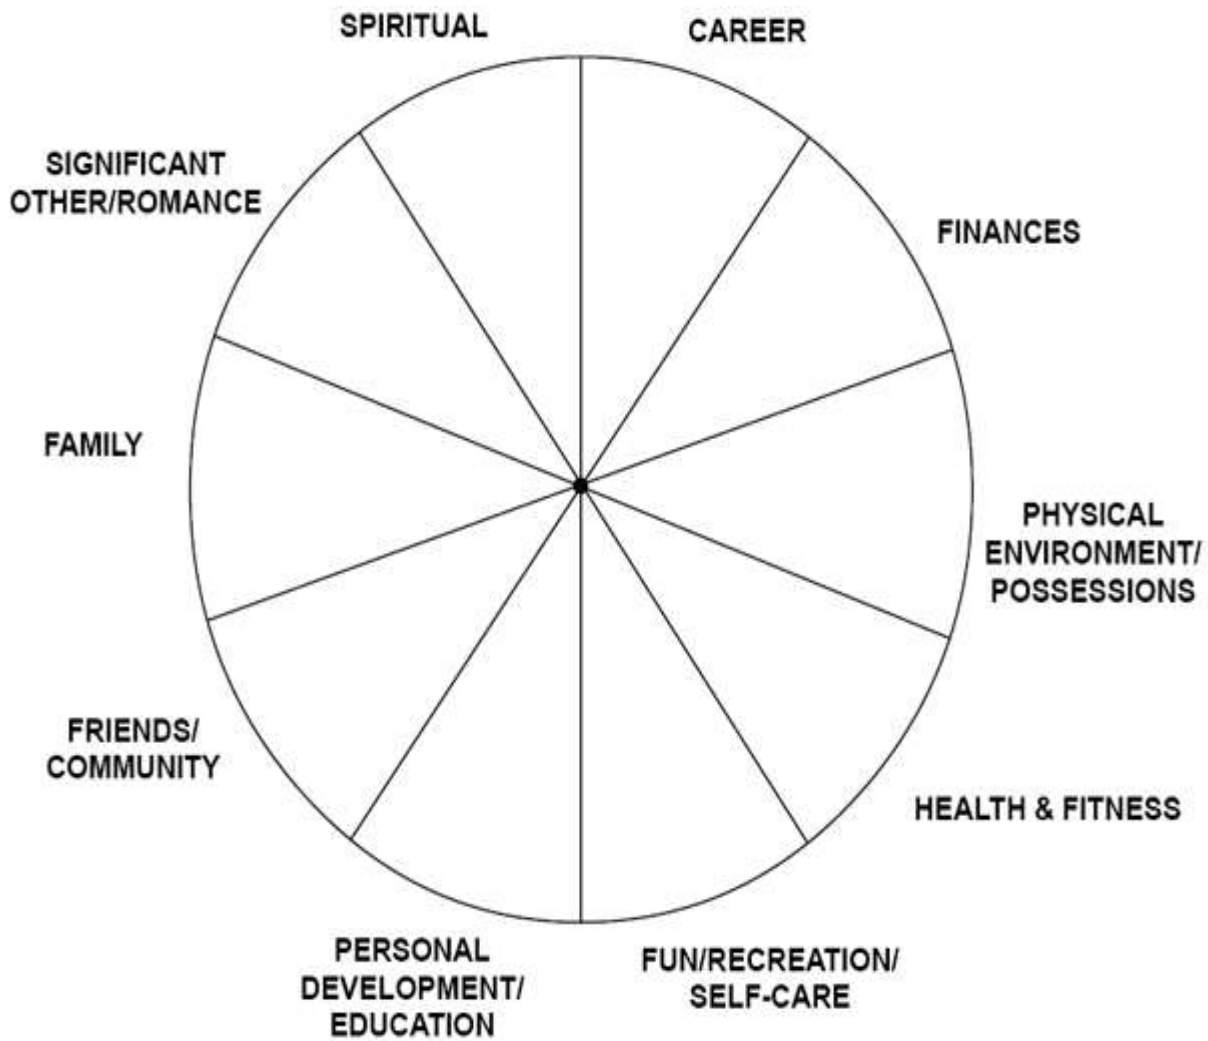 SPIRITUAL
CAREER
SIGNIFICANT
OTHER/ROMANCE
FINANCES
FAMILY
PHYSICAL
ENVIRONMENT/
POSSESSIONS
FRIENDS/
COMMUNITY
HEALTH & FITNESS
PERSONAL
DEVELOPMENT/
EDUCATION
FUN/RECREATION/
SELF-CARE